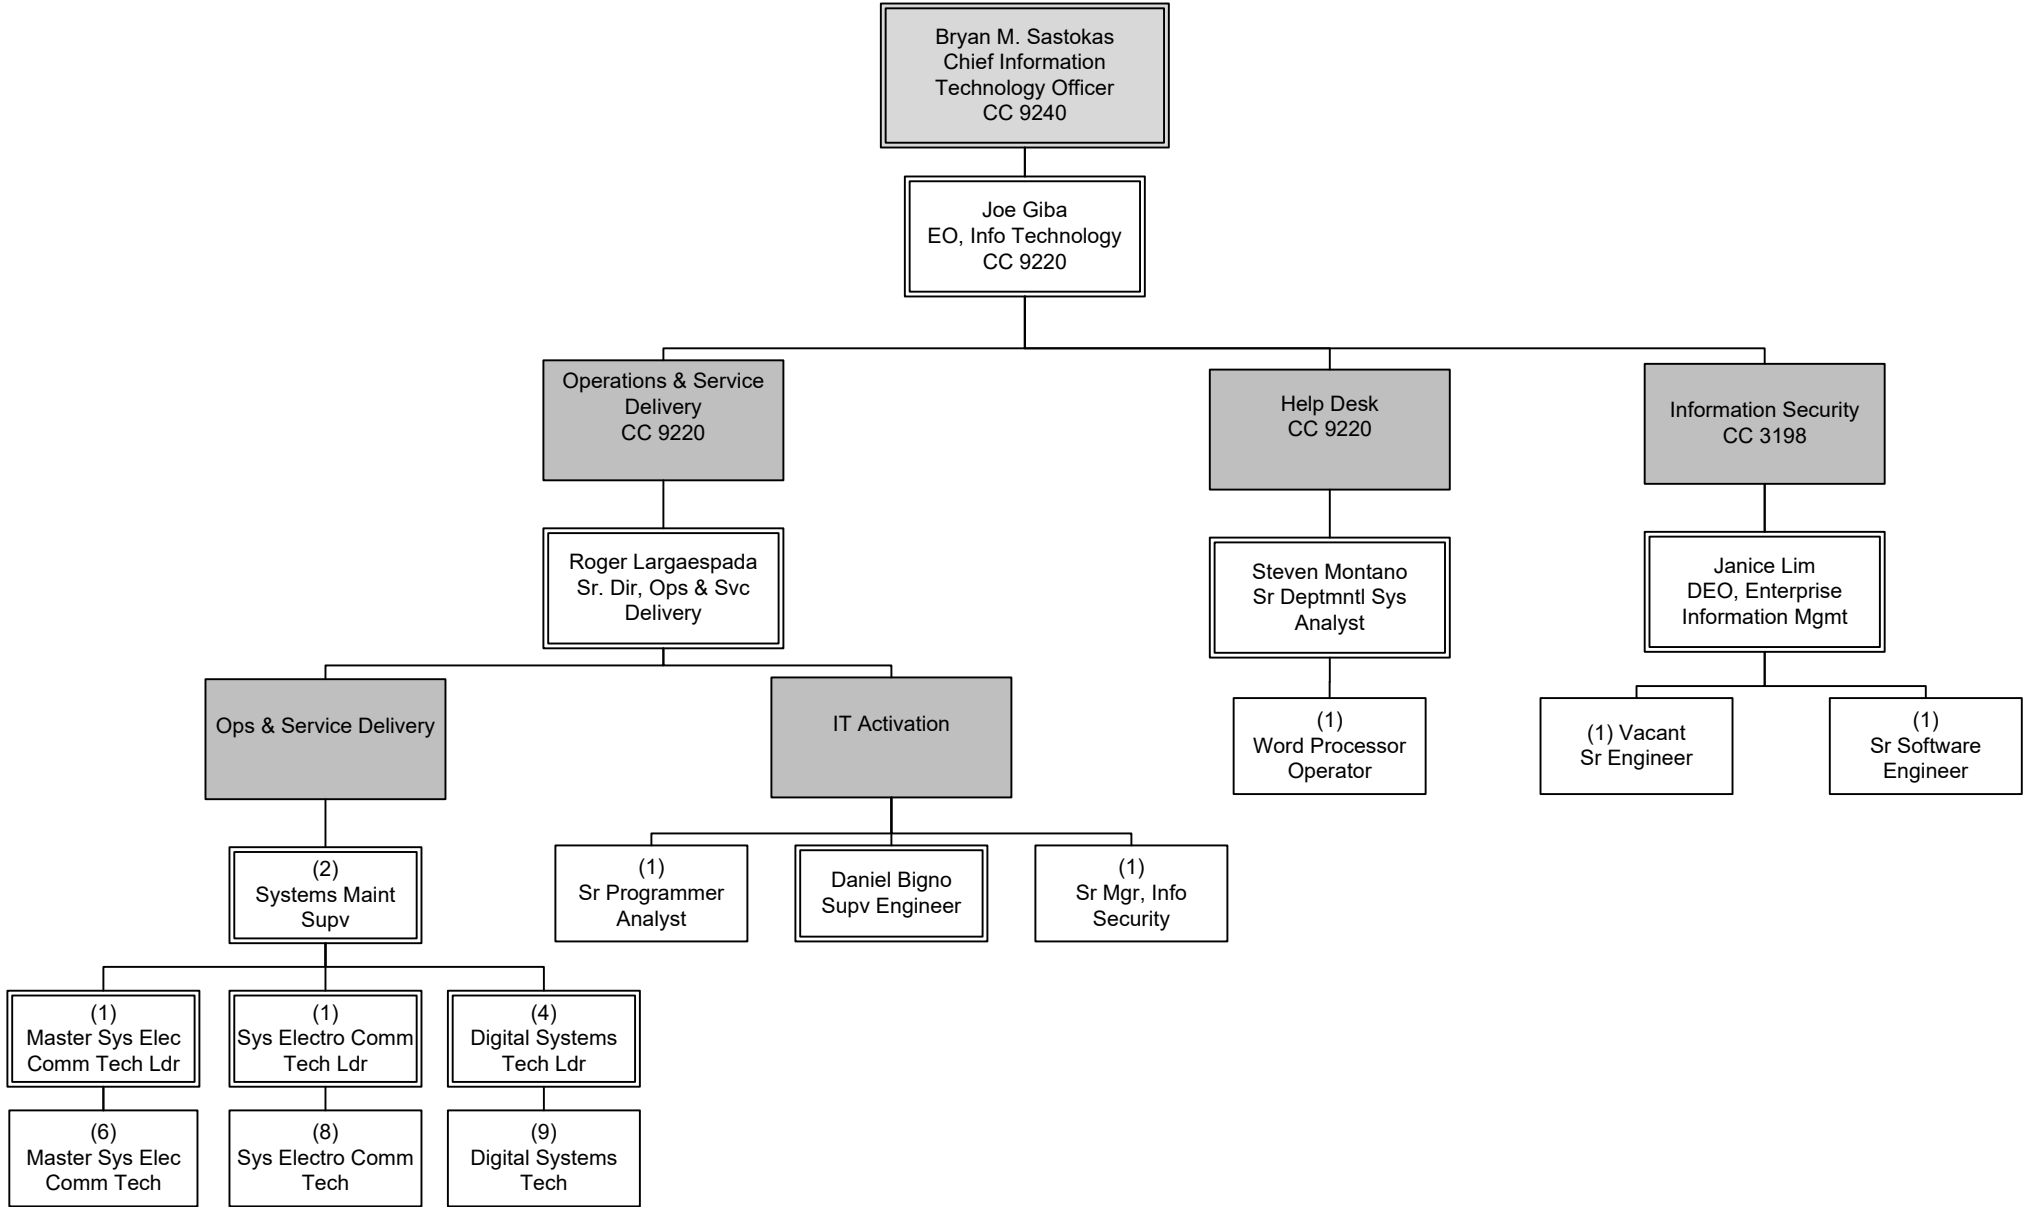 Bryan M. Sastokas
Chief Information
Technology Officer
CC 9240
Joe Giba
EO, Info Technology
CC 9220
Operations & Service
Delivery
CC 9220
Help Desk
CC 9220
Information Security
CC 3198
Roger Largaespada
Sr. Dir, Ops & Svc
Delivery
Steven Montano
Sr Deptmntl Sys
Analyst
Janice Lim
DEO, Enterprise
Information Mgmt
Ops & Service Delivery
IT Activation
(1)
Word Processor
Operator
(1) Vacant
Sr Engineer
(1)
Sr Software
Engineer
(2)
Systems Maint
Supv
(1)
Sr Programmer
Analyst
Daniel Bigno
Supv Engineer
(1)
Sr Mgr, Info
Security
(1)
Master Sys Elec
Comm Tech Ldr
(1)
Sys Electro Comm
Tech Ldr
(4)
Digital Systems
Tech Ldr
(6)
Master Sys Elec
Comm Tech
(8)
Sys Electro Comm
Tech
(9)
Digital Systems
Tech